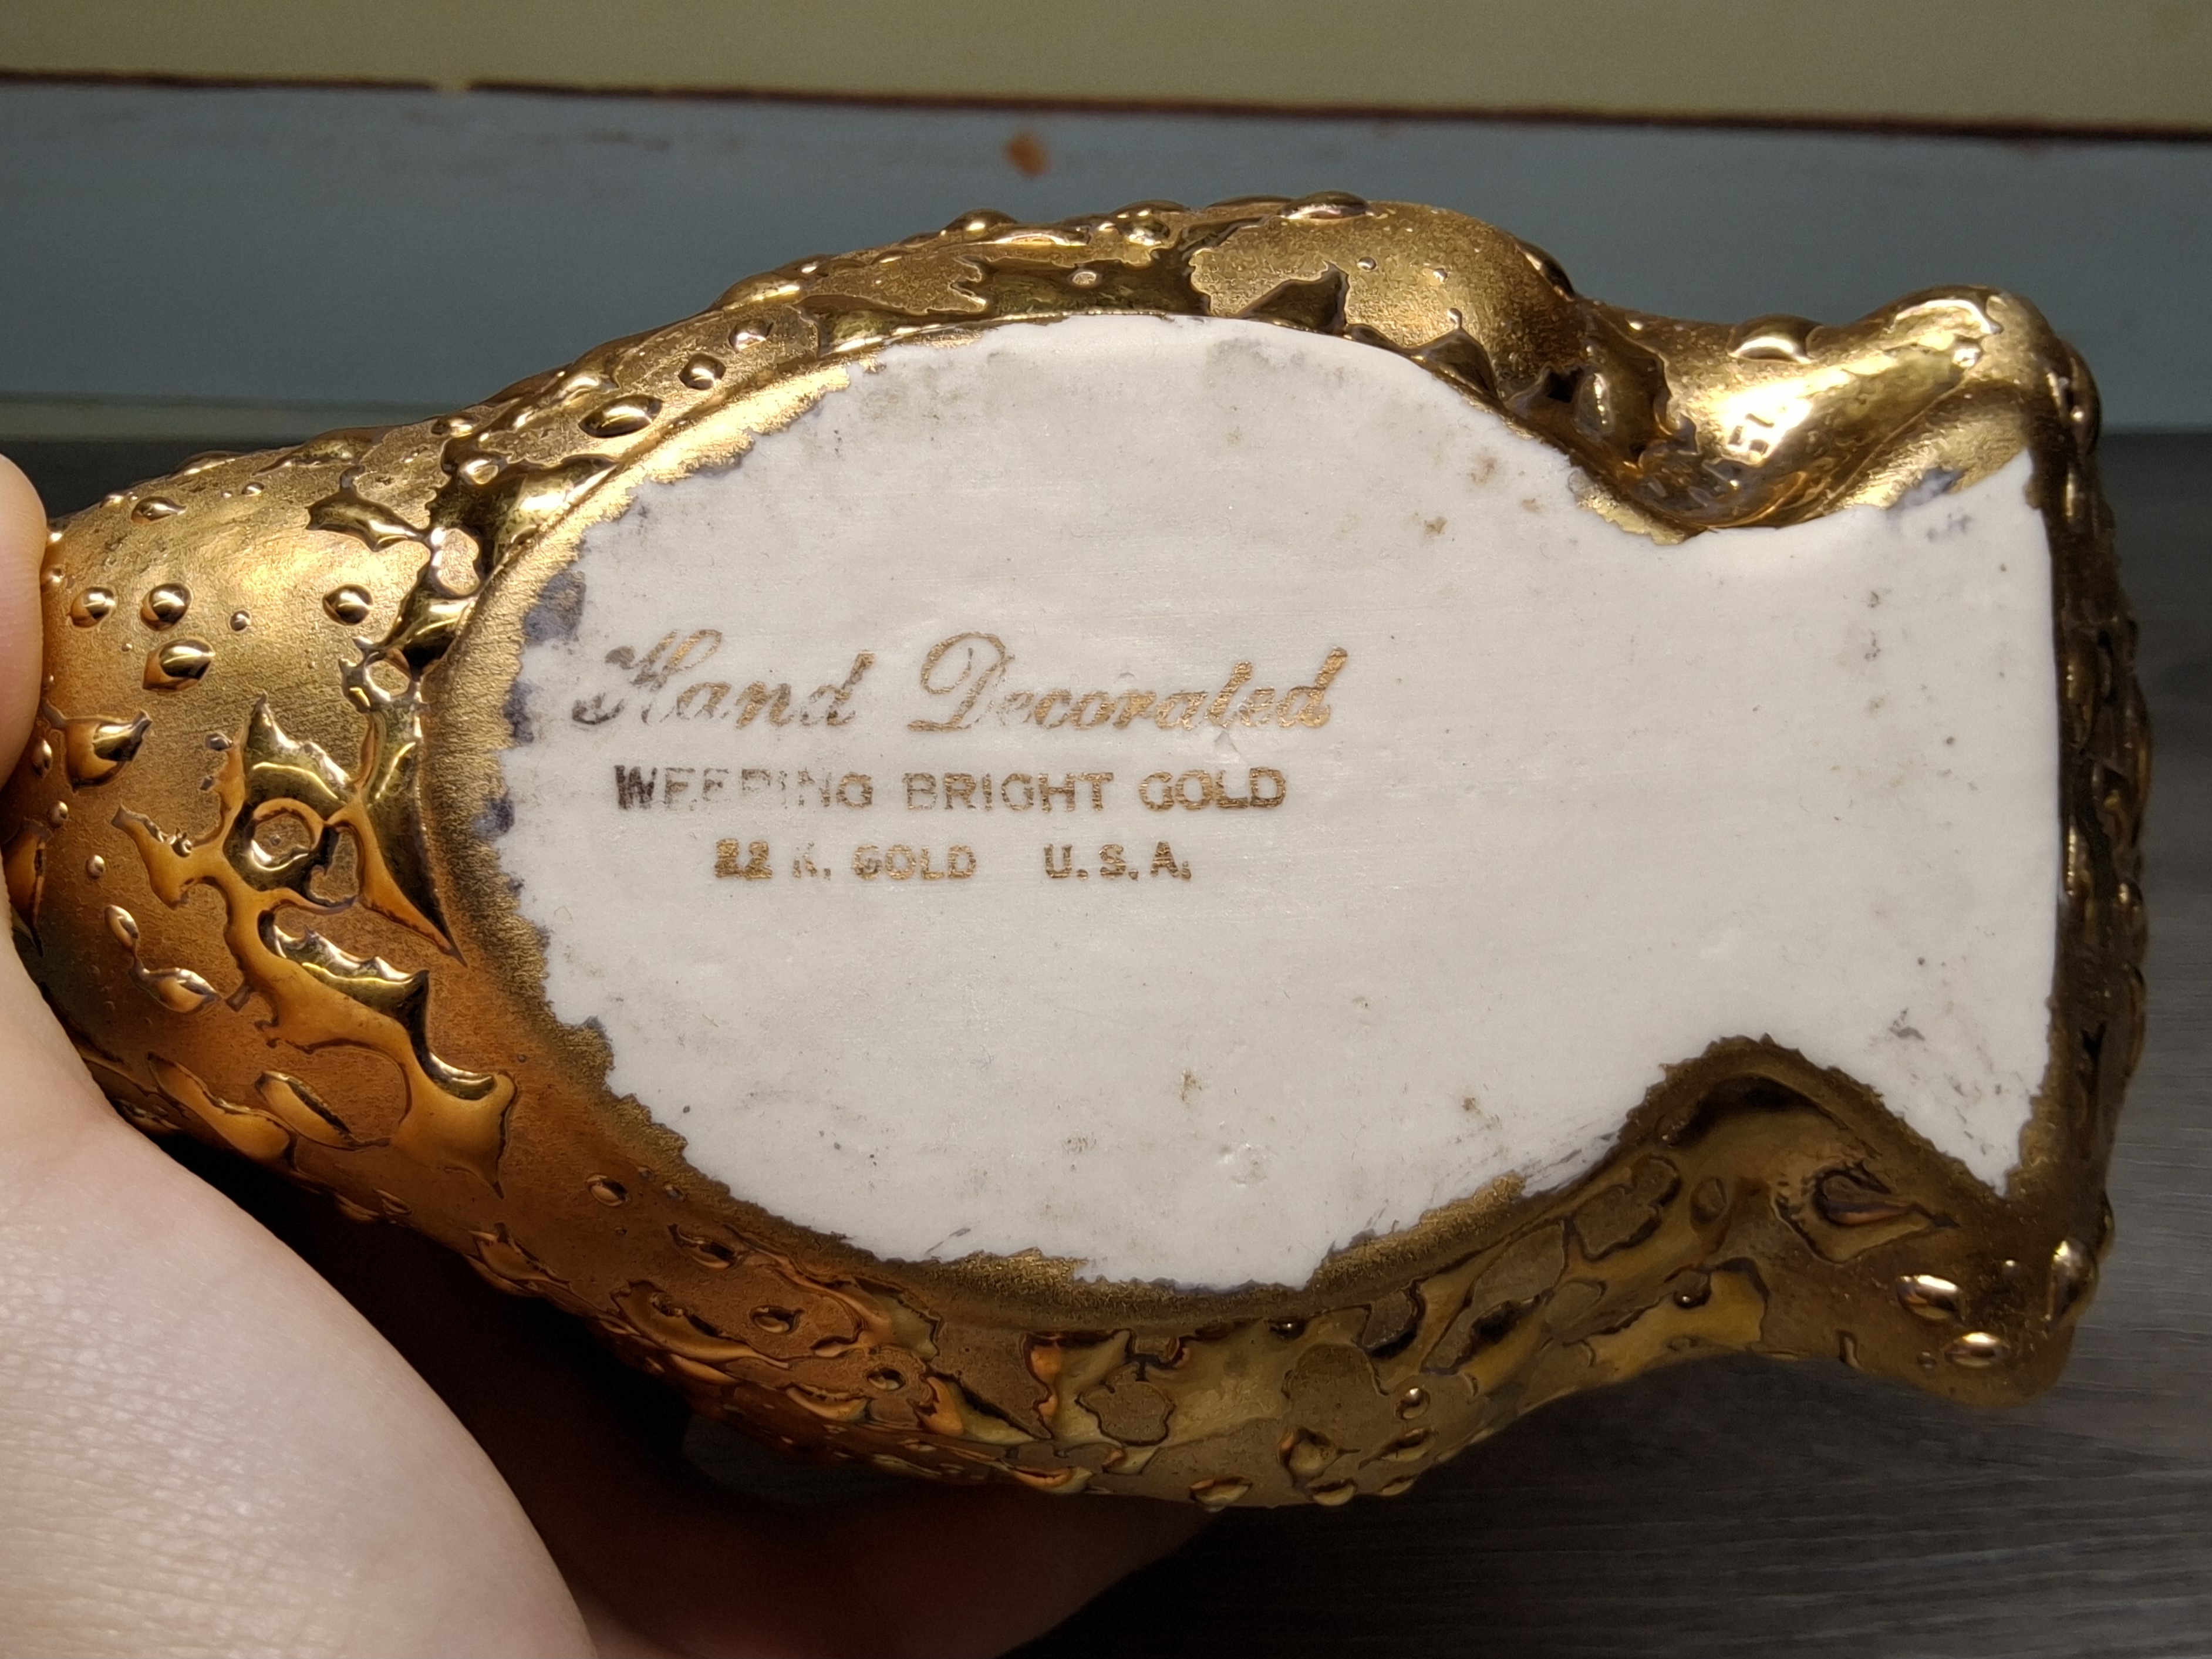 Hand Decorated
WEEPING BRIGHT GOLD
22 K. GOLD U.S.A.